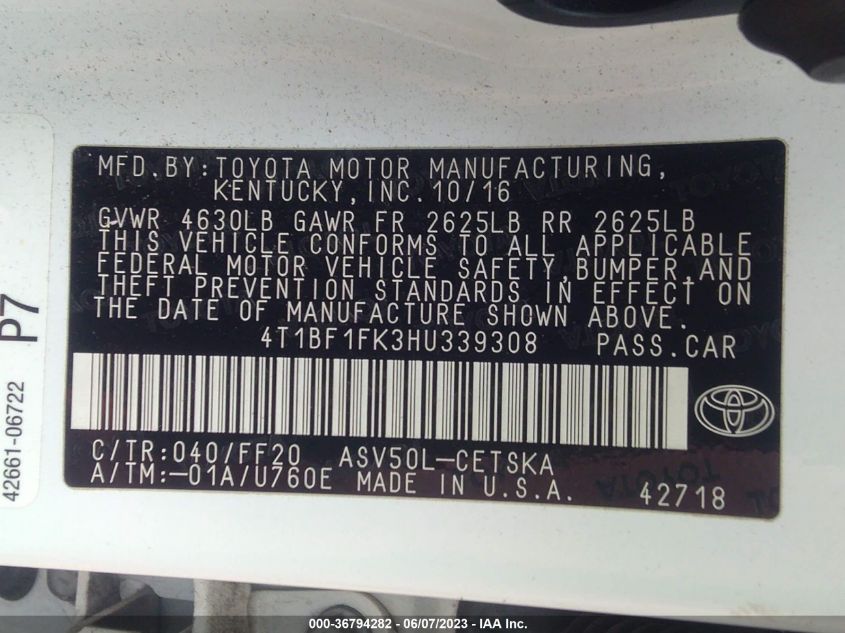 MFD.BY:TOYOTA MOTOR MANUFACTURING,
KENTUCKY,INC.10/16
GVWR 4630LB GAWR FR 2625LB RR 2625LB
THIS VEHICLE CONFORMS TO ALL APPLICABLE
FEDERAL MOTOR VEHICLE SAFETY,BUMPER,AND
THEFT PREVENTION STANDARDS IN EFFECT ON
THE DATE OF MANUFACTURE SHOWN ABOVE.
4T1BF1FK3HU339308 PASS.CAR
C/TR:040/FF20 ASV50L-CETSKA
A/TM:-01A/U760E MADE IN U.S.A. 42718
42661-06722 P7
000-36794282 - 06/07/2023 - IAA Inc.